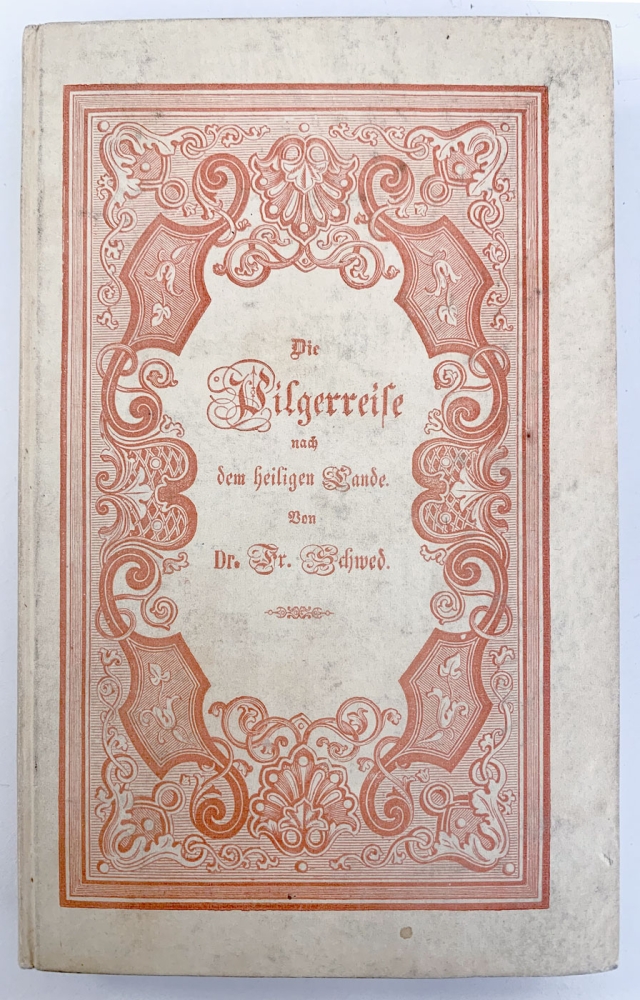 Die
Pilgerreiſe
nach
dem heiligen Lande.
Von
Dr. Fr. Schwed.